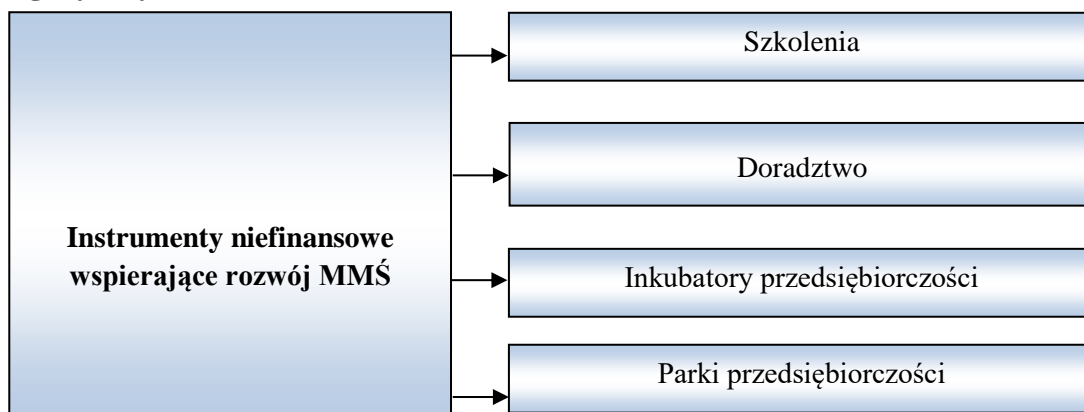 Szkolenia
Doradztwo
Instrumenty niefinansowe
wspierające rozwój MMŚ
Inkubatory przedsiębiorczości
Parki przedsiębiorczości